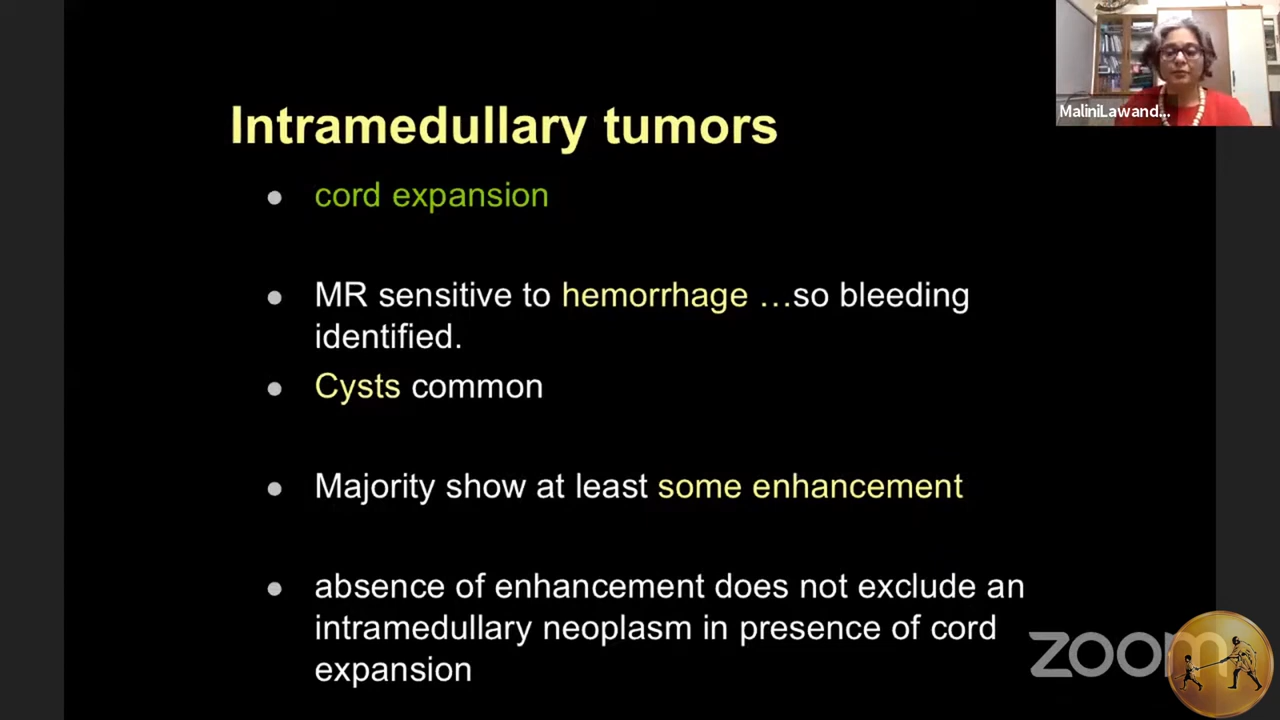 MaliniLawand...
Intramedullary tumors
● cord expansion
● MR sensitive to hemorrhage …so bleeding
identified.
● Cysts common
● Majority show at least some enhancement
● absence of enhancement does not exclude an
intramedullary neoplasm in presence of cord
expansion
zoom